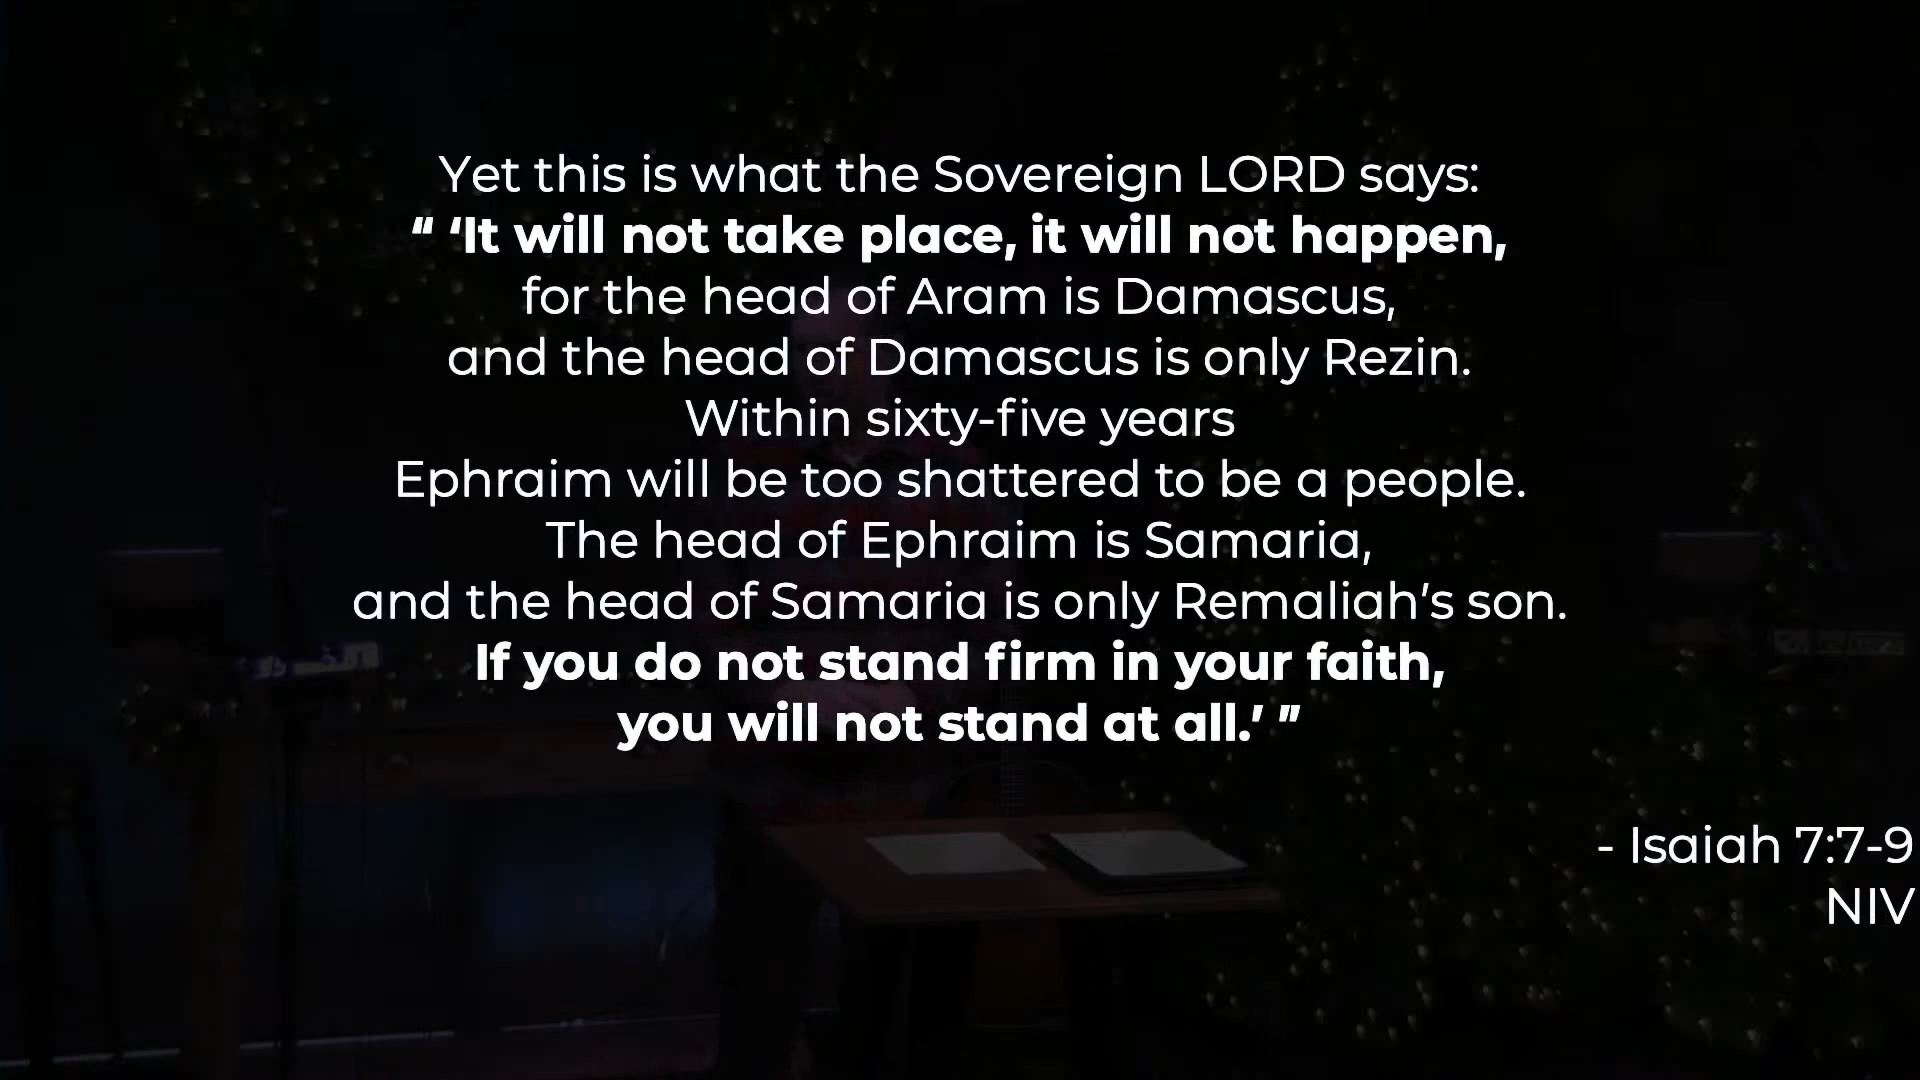 Yet this is what the Sovereign LORD says:
“ ‘It will not take place, it will not happen,
for the head of Aram is Damascus,
and the head of Damascus is only Rezin.
Within sixty-five years
Ephraim will be too shattered to be a people.
The head of Ephraim is Samaria,
and the head of Samaria is only Remaliah’s son.
If you do not stand firm in your faith,
you will not stand at all.’ ”
- Isaiah 7:7-9
NIV